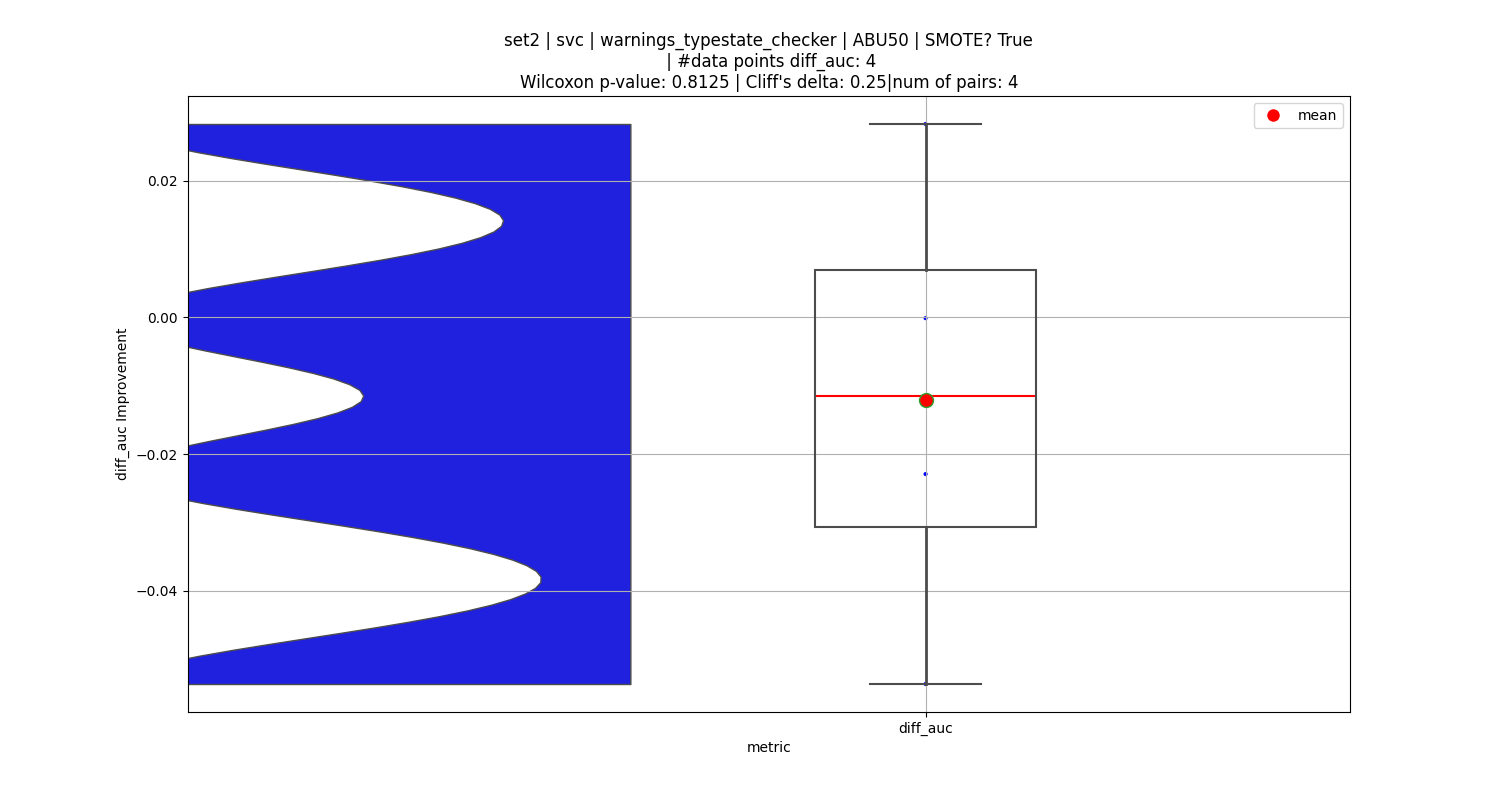 set2 | svc | warnings_typestate_checker | ABU50 | SMOTE? True
| #data points diff_auc: 4
Wilcoxon p-value: 0.8125 | Cliff's delta: 0.25|num of pairs: 4
mean
0.02
0.00
−0.02
−0.04
diff_auc Improvement
diff_auc
metric